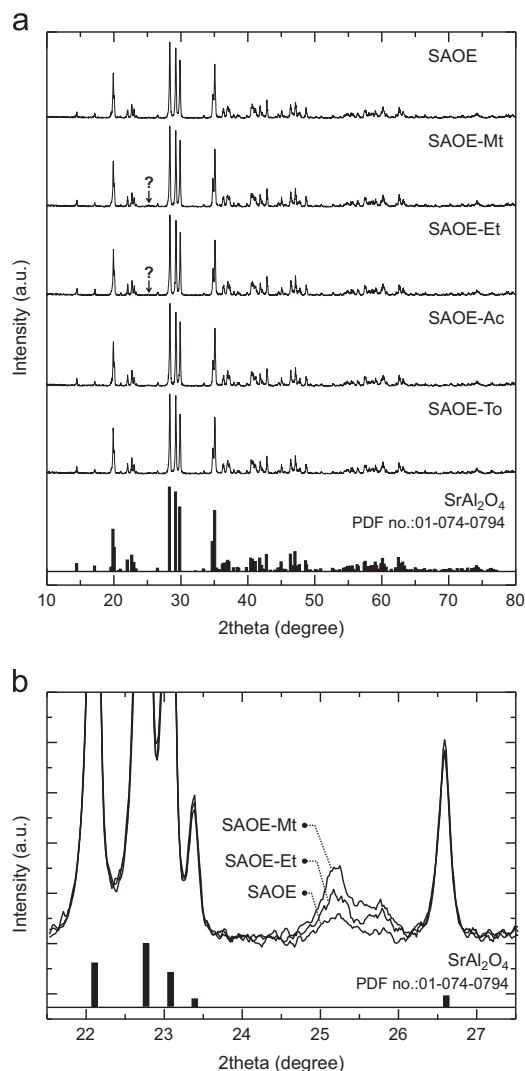 a
SAOE
SAOE-Mt
?
SAOE-Et
?
SAOE-Ac
SAOE-To
SrAl₂O₄
PDF no.:01-074-0794
Intensity (a.u.)
10 20 30 40 50 60 70 80
2theta (degree)
b
SAOE-Mt
SAOE-Et
SAOE
SrAl₂O₄
PDF no.:01-074-0794
Intensity (a.u.)
22 23 24 25 26 27
2theta (degree)